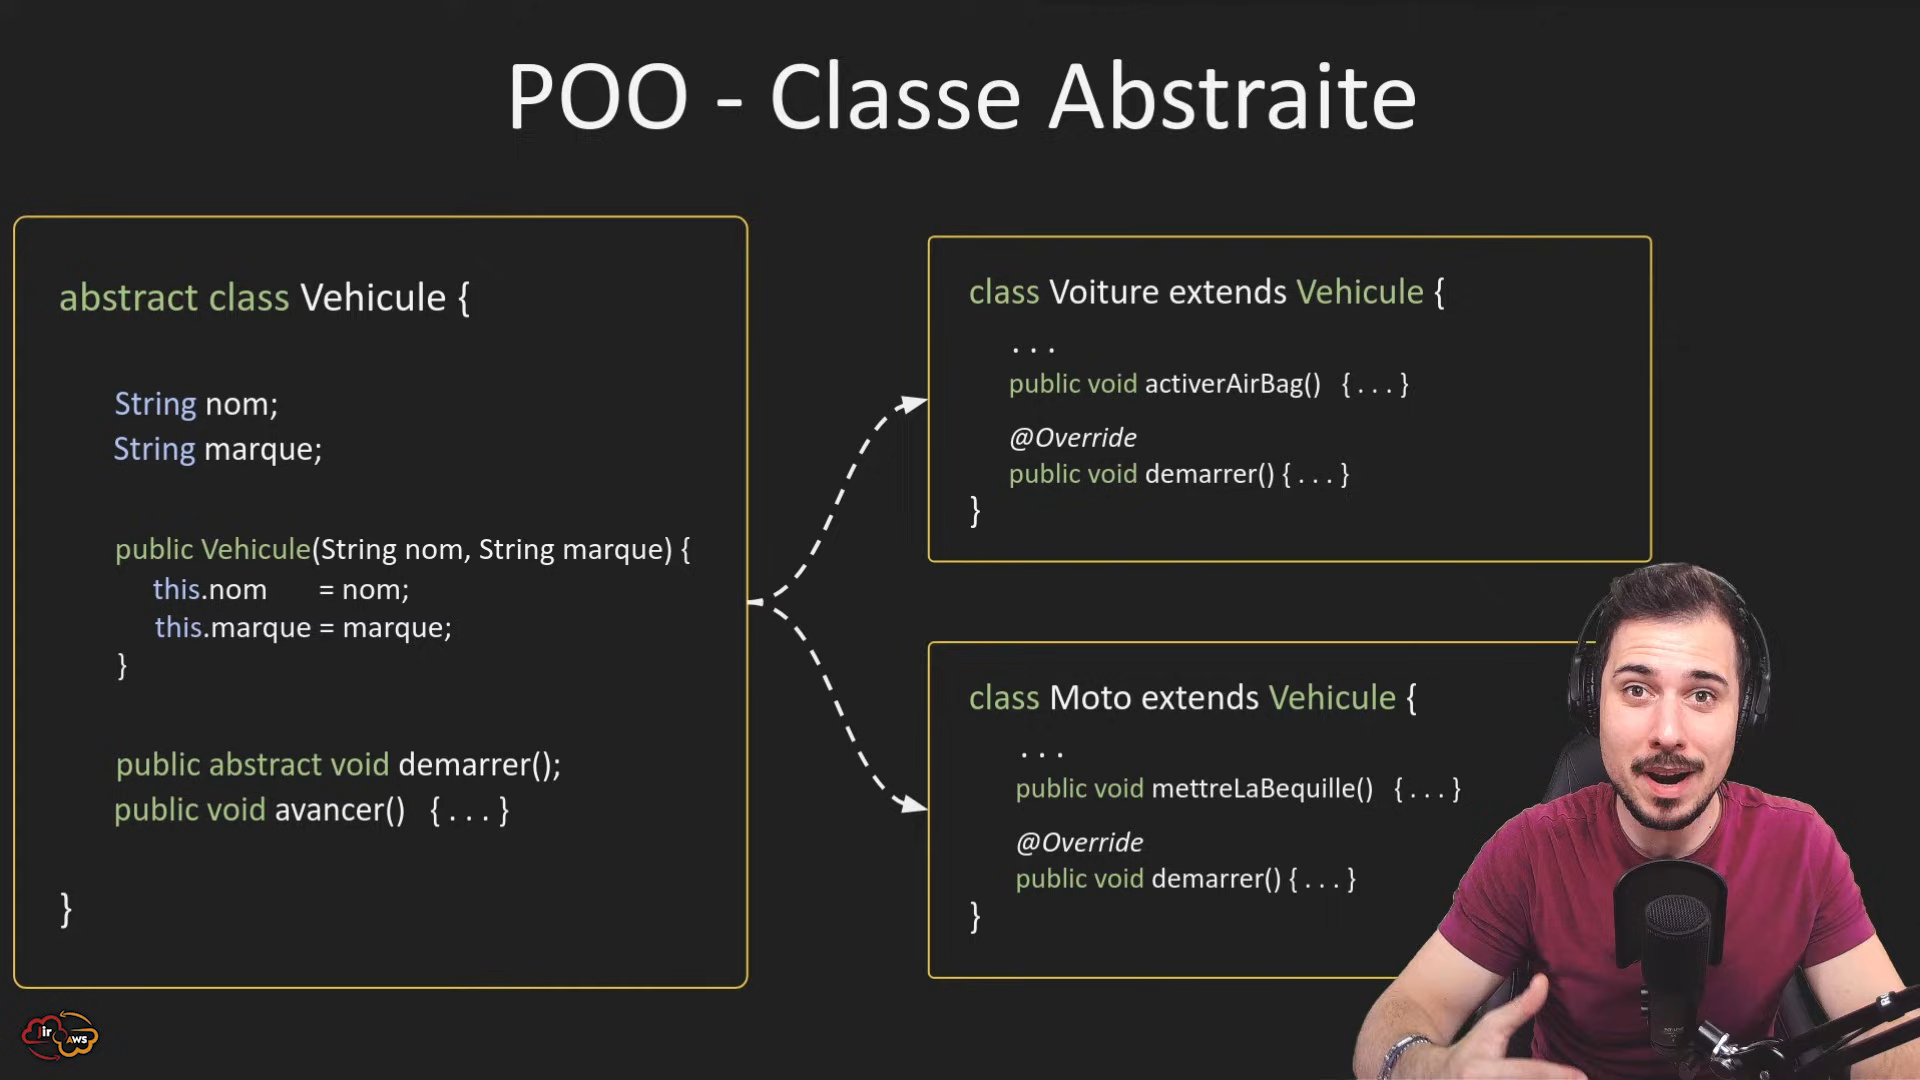 POO - Classe Abstraite
abstract class Vehicule {
String nom;
String marque;
public Vehicule(String nom, String marque) {
this.nom = nom;
this.marque = marque;
}
public abstract void demarrer();
public void avancer() { . . . }
}
class Voiture extends Vehicule {
. . .
public void activerAirBag() { . . . }
@Override
public void demarrer() { . . . }
}
class Moto extends Vehicule {
. . .
public void mettreLaBequille() { . . . }
@Override
public void demarrer() { . . . }
}
Jir
AWS